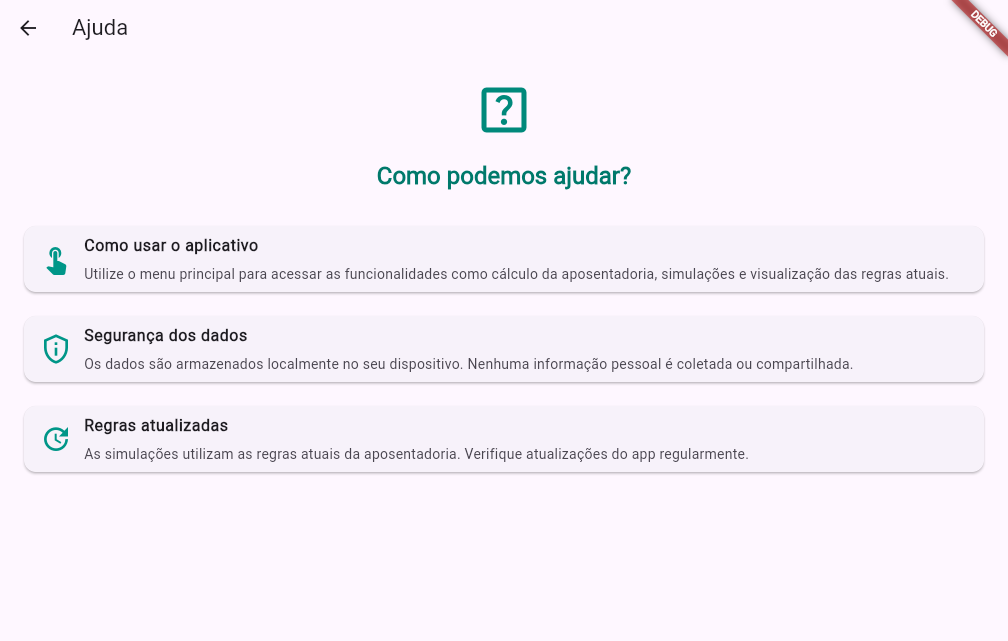 Ajuda
DEBUG
?
Como podemos ajudar?
Como usar o aplicativo
Utilize o menu principal para acessar as funcionalidades como cálculo da aposentadoria, simulações e visualização das regras atuais.
Segurança dos dados
Os dados são armazenados localmente no seu dispositivo. Nenhuma informação pessoal é coletada ou compartilhada.
Regras atualizadas
As simulações utilizam as regras atuais da aposentadoria. Verifique atualizações do app regularmente.